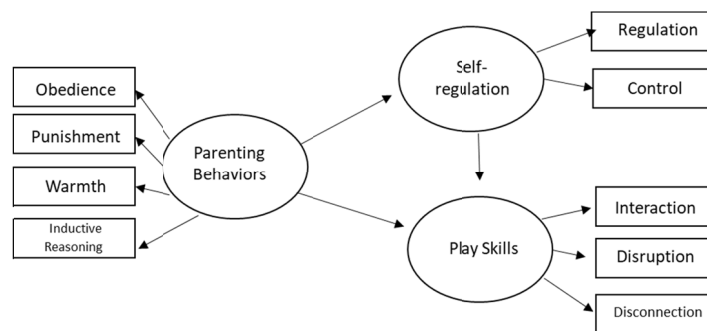 Obedience
Punishment
Warmth
Inductive
Reasoning
Parenting
Behaviors
Self-
regulation
Play Skills
Regulation
Control
Interaction
Disruption
Disconnection